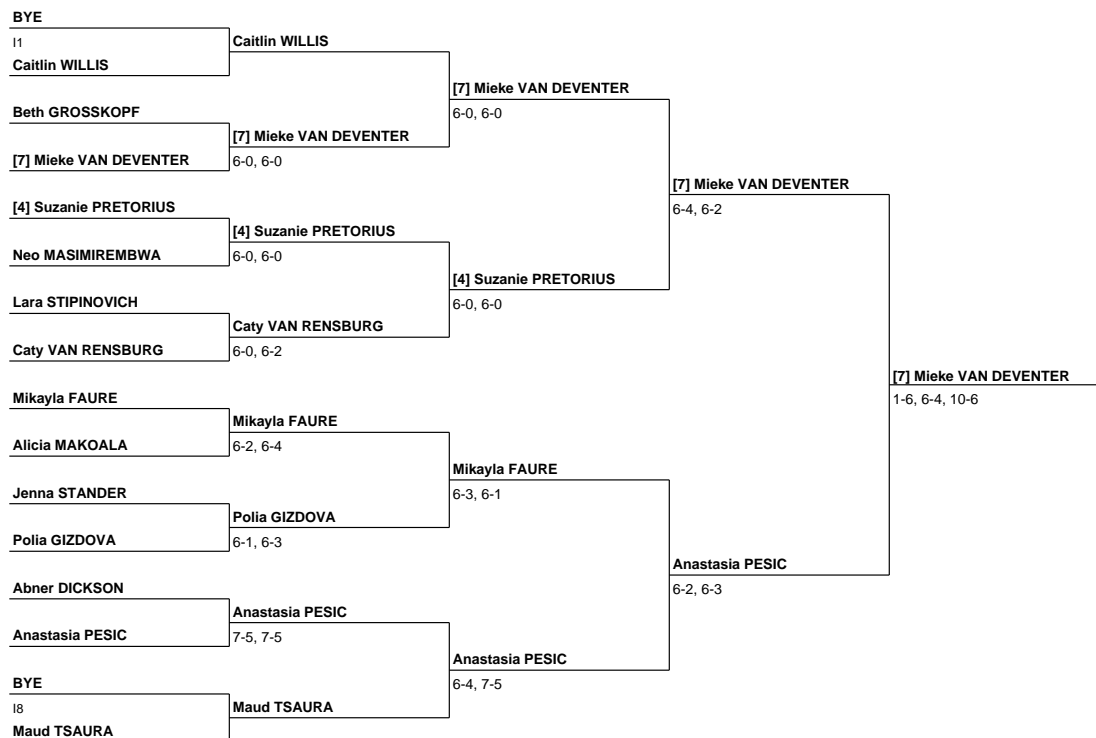 BYE
I1
Caitlin WILLIS
Caitlin WILLIS
[7] Mieke VAN DEVENTER
6-0, 6-0
Beth GROSSKOPF
[7] Mieke VAN DEVENTER
[7] Mieke VAN DEVENTER
6-0, 6-0
[7] Mieke VAN DEVENTER
6-4, 6-2
[4] Suzanie PRETORIUS
[4] Suzanie PRETORIUS
6-0, 6-0
Neo MASIMIREMBWA
[4] Suzanie PRETORIUS
6-0, 6-0
Lara STIPINOVICH
Caty VAN RENSBURG
6-0, 6-2
Caty VAN RENSBURG
[7] Mieke VAN DEVENTER
1-6, 6-4, 10-6
Mikayla FAURE
Mikayla FAURE
6-2, 6-4
Alicia MAKOALA
Mikayla FAURE
6-3, 6-1
Jenna STANDER
Polia GIZDOVA
6-1, 6-3
Polia GIZDOVA
Anastasia PESIC
6-2, 6-3
Abner DICKSON
Anastasia PESIC
7-5, 7-5
Anastasia PESIC
Anastasia PESIC
6-4, 7-5
BYE
I8
Maud TSAURA
Maud TSAURA